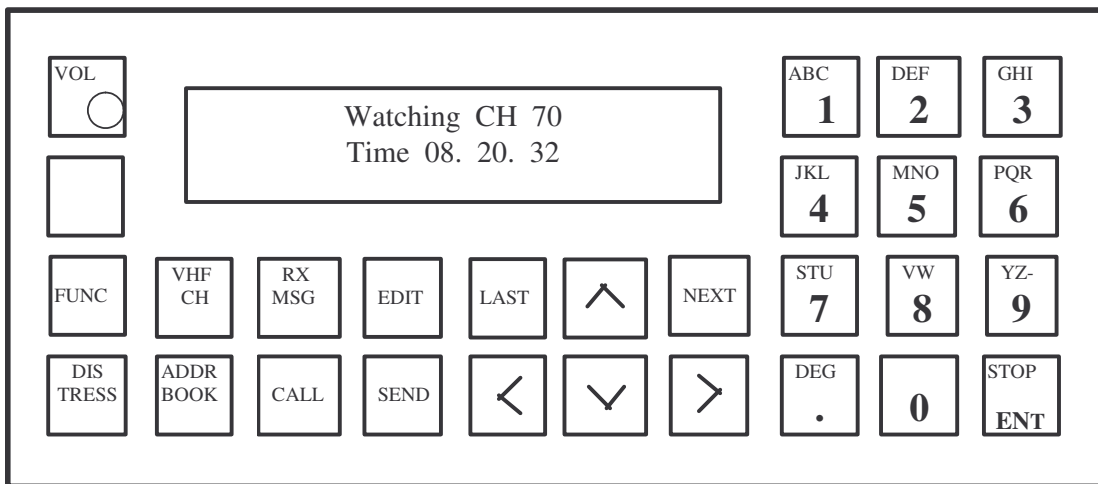 VOL
Watching CH 70
Time 08. 20. 32
ABC
1
DEF
2
GHI
3
JKL
4
MNO
5
PQR
6
FUNC
VHF
CH
RX
MSG
EDIT
LAST
NEXT
STU
7
VW
8
YZ-
9
DIS
TRESS
ADDR
BOOK
CALL
SEND
DEG
.
0
STOP
ENT